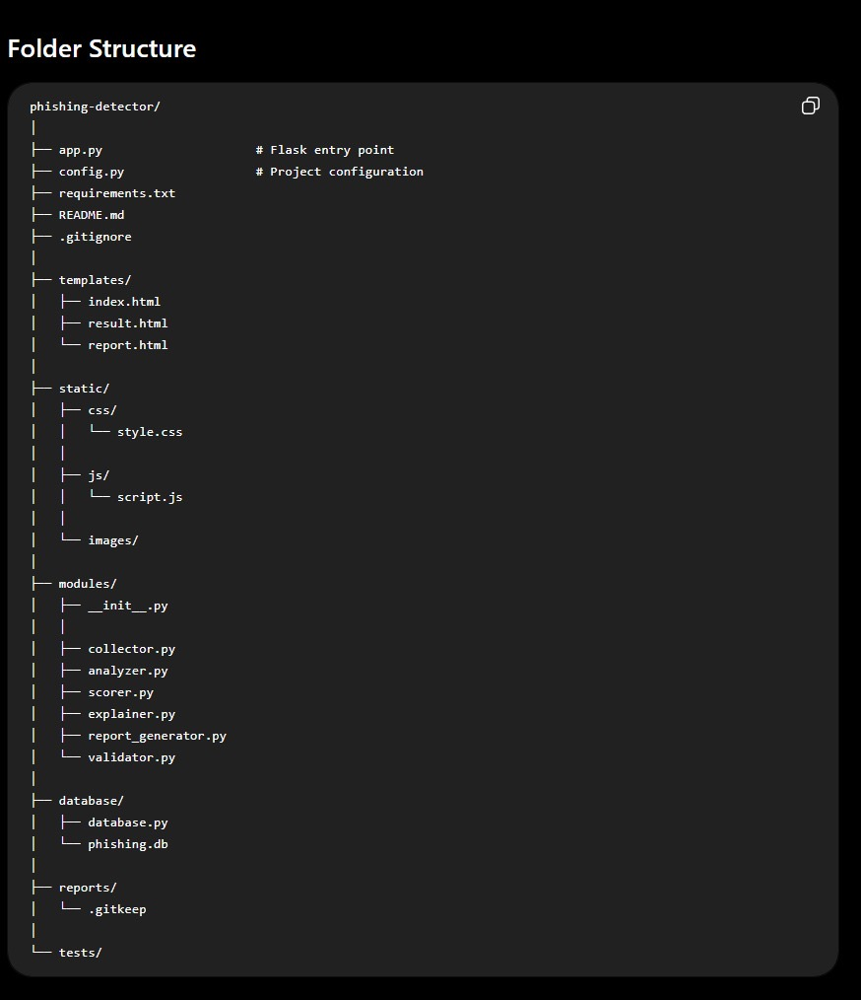 Folder Structure
phishing-detector/
│
├── app.py                     # Flask entry point
├── config.py                  # Project configuration
├── requirements.txt
├── README.md
├── .gitignore
│
├── templates/
│   ├── index.html
│   ├── result.html
│   └── report.html
│
├── static/
│   ├── css/
│   │   └── style.css
│   │
│   ├── js/
│   │   └── script.js
│   │
│   └── images/
│
├── modules/
│   ├── __init__.py
│   │
│   ├── collector.py
│   ├── analyzer.py
│   ├── scorer.py
│   ├── explainer.py
│   ├── report_generator.py
│   └── validator.py
│
├── database/
│   ├── database.py
│   └── phishing.db
│
├── reports/
│   └── .gitkeep
│
└── tests/